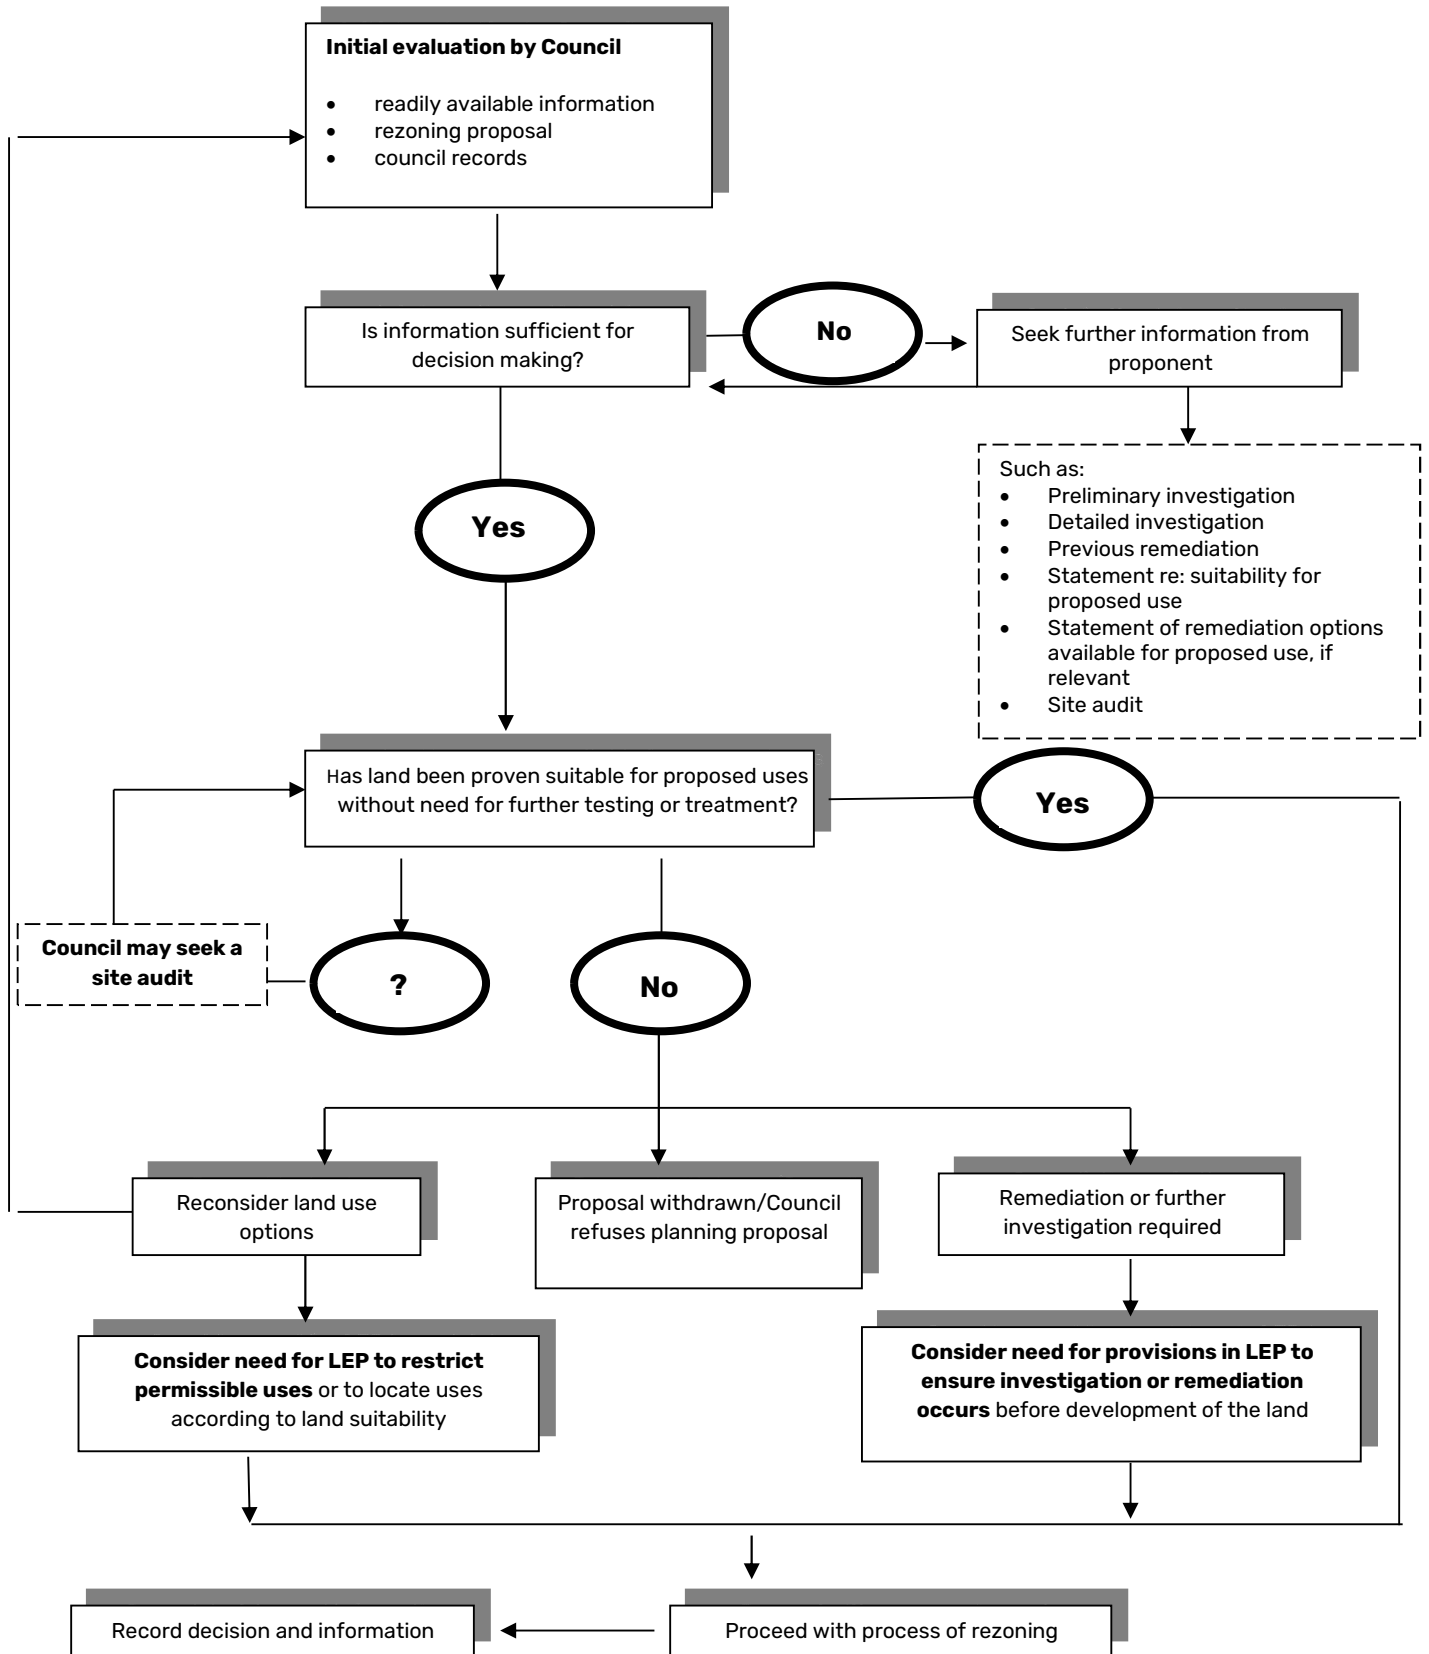 Initial evaluation by Council
• readily available information
• rezoning proposal
• council records
Is information sufficient for
decision making?
No
Seek further information from
proponent
Yes
Such as:
• Preliminary investigation
• Detailed investigation
• Previous remediation
• Statement re: suitability for
proposed use
• Statement of remediation options
available for proposed use, if
relevant
• Site audit
Has land been proven suitable for proposed uses
without need for further testing or treatment?
Yes
Council may seek a
site audit
?
No
Reconsider land use
options
Proposal withdrawn/Council
refuses planning proposal
Remediation or further
investigation required
Consider need for LEP to restrict
permissible uses or to locate uses
according to land suitability
Consider need for provisions in LEP to
ensure investigation or remediation
occurs before development of the land
Record decision and information
Proceed with process of rezoning